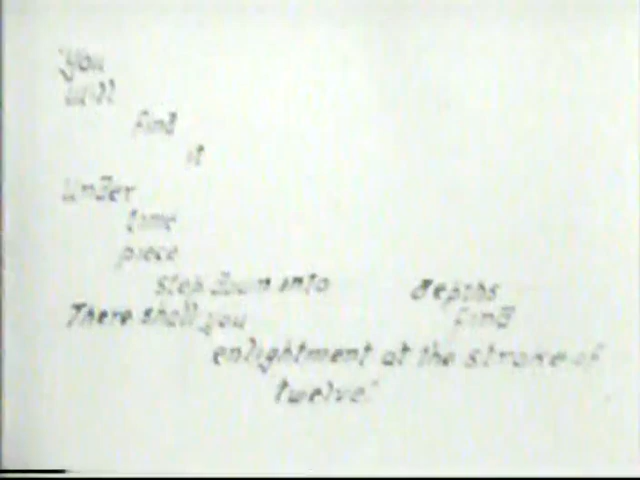 "You
will
find
it
under
time
piece
step down into depths
There shall you find
enlightment at the stroke of
twelve."